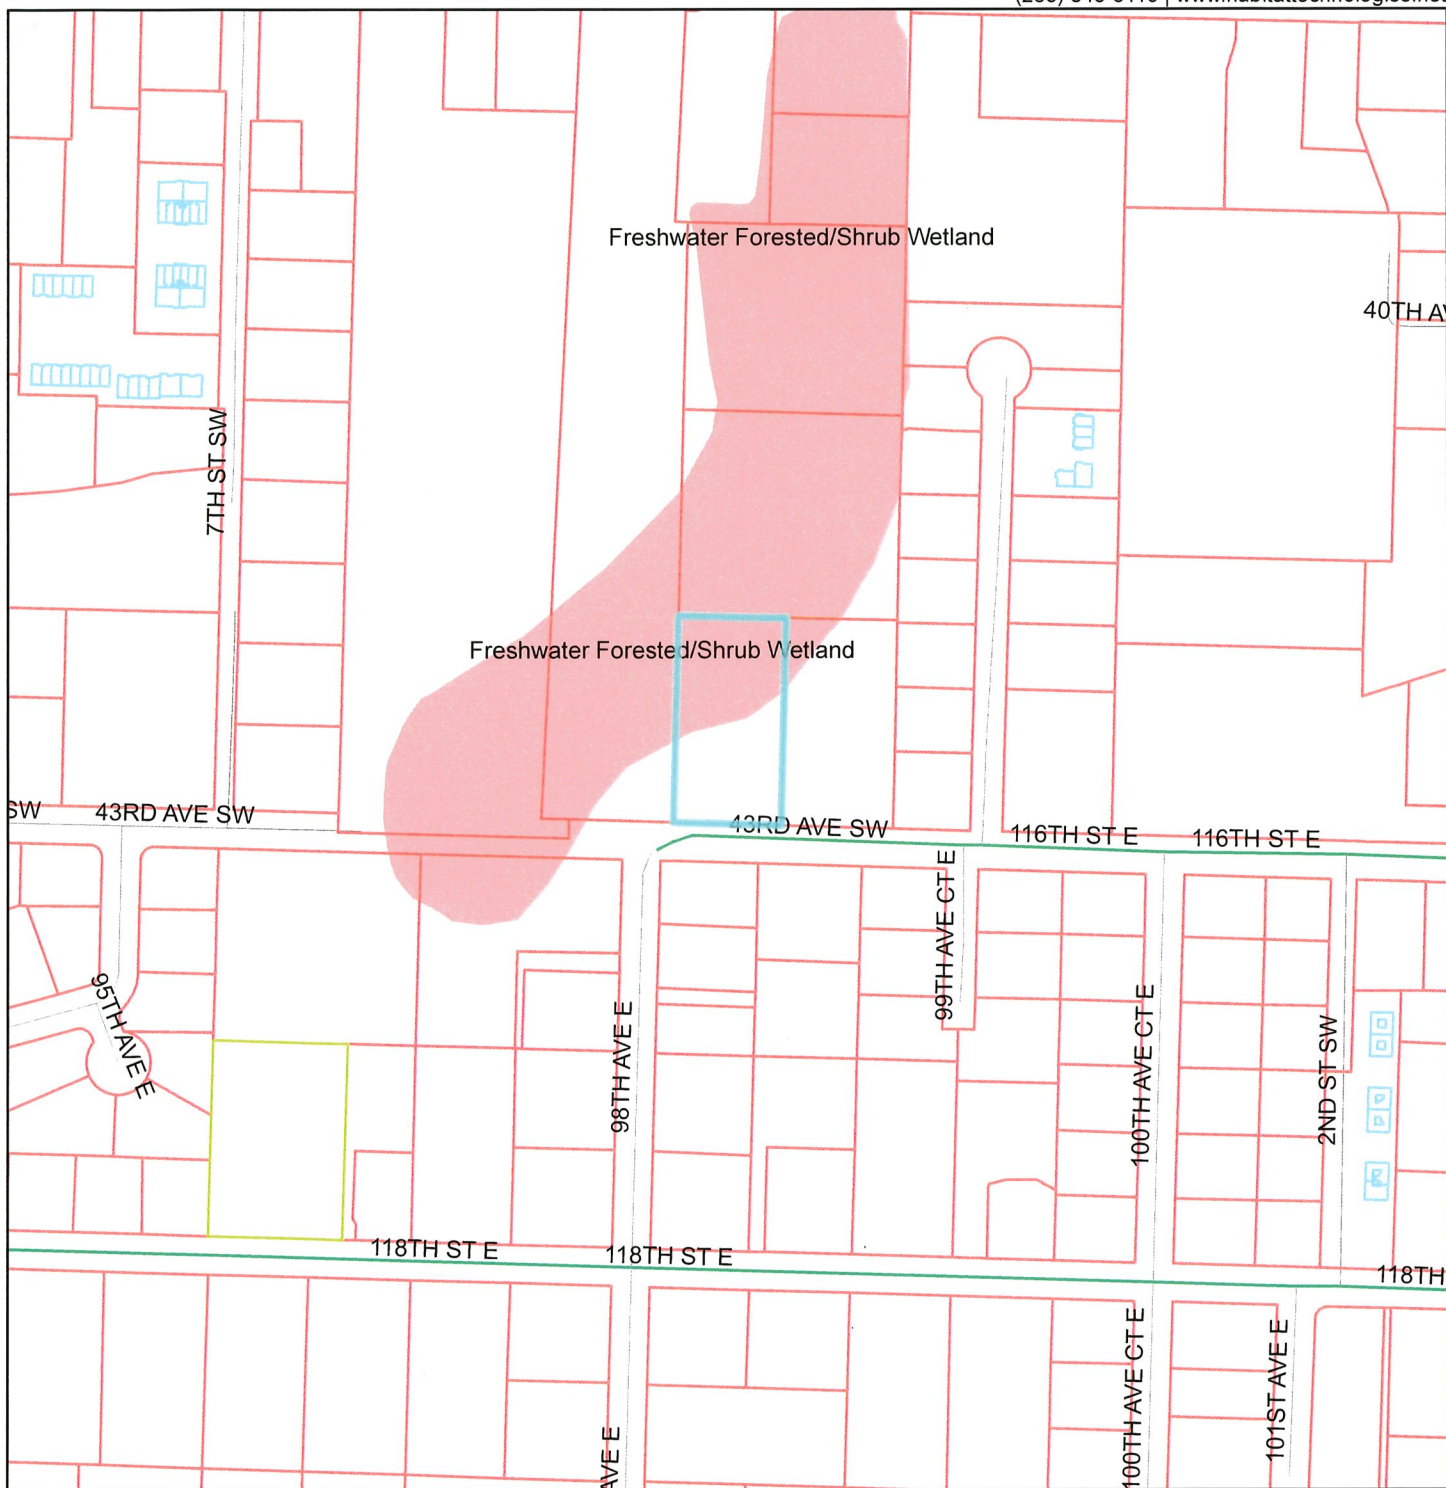 Freshwater Forested/Shrub Wetland
40TH AV
7TH ST SW
Freshwater Forested/Shrub Wetland
SW
43RD AVE SW
43RD AVE SW
116TH ST E
116TH ST E
99TH AVE CT E
95TH AVE E
98TH AVE E
100TH AVE CT E
2ND ST SW
118TH ST E
118TH ST E
118TH
100TH AVE CT E
101ST AVE E
AVE E